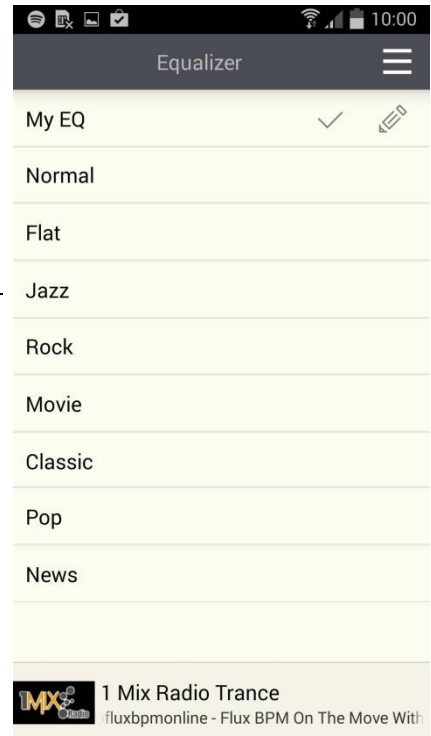 10:00
Equalizer
My EQ
Normal
Flat
Jazz
Rock
Movie
Classic
Pop
News
1MX Radio
1 Mix Radio Trance
fluxbpmonline - Flux BPM On The Move With